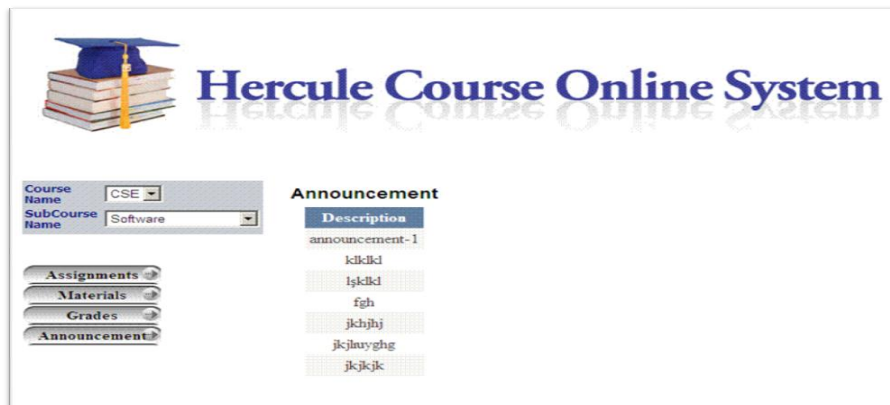 Hercule Course Online System
Course Name CSE
SubCourse Name Software
Assignments
Materials
Grades
Announcement
Announcement
Description
announcement-1
klklkl
lşklkl
fgh
jkhjhj
jkjkjk